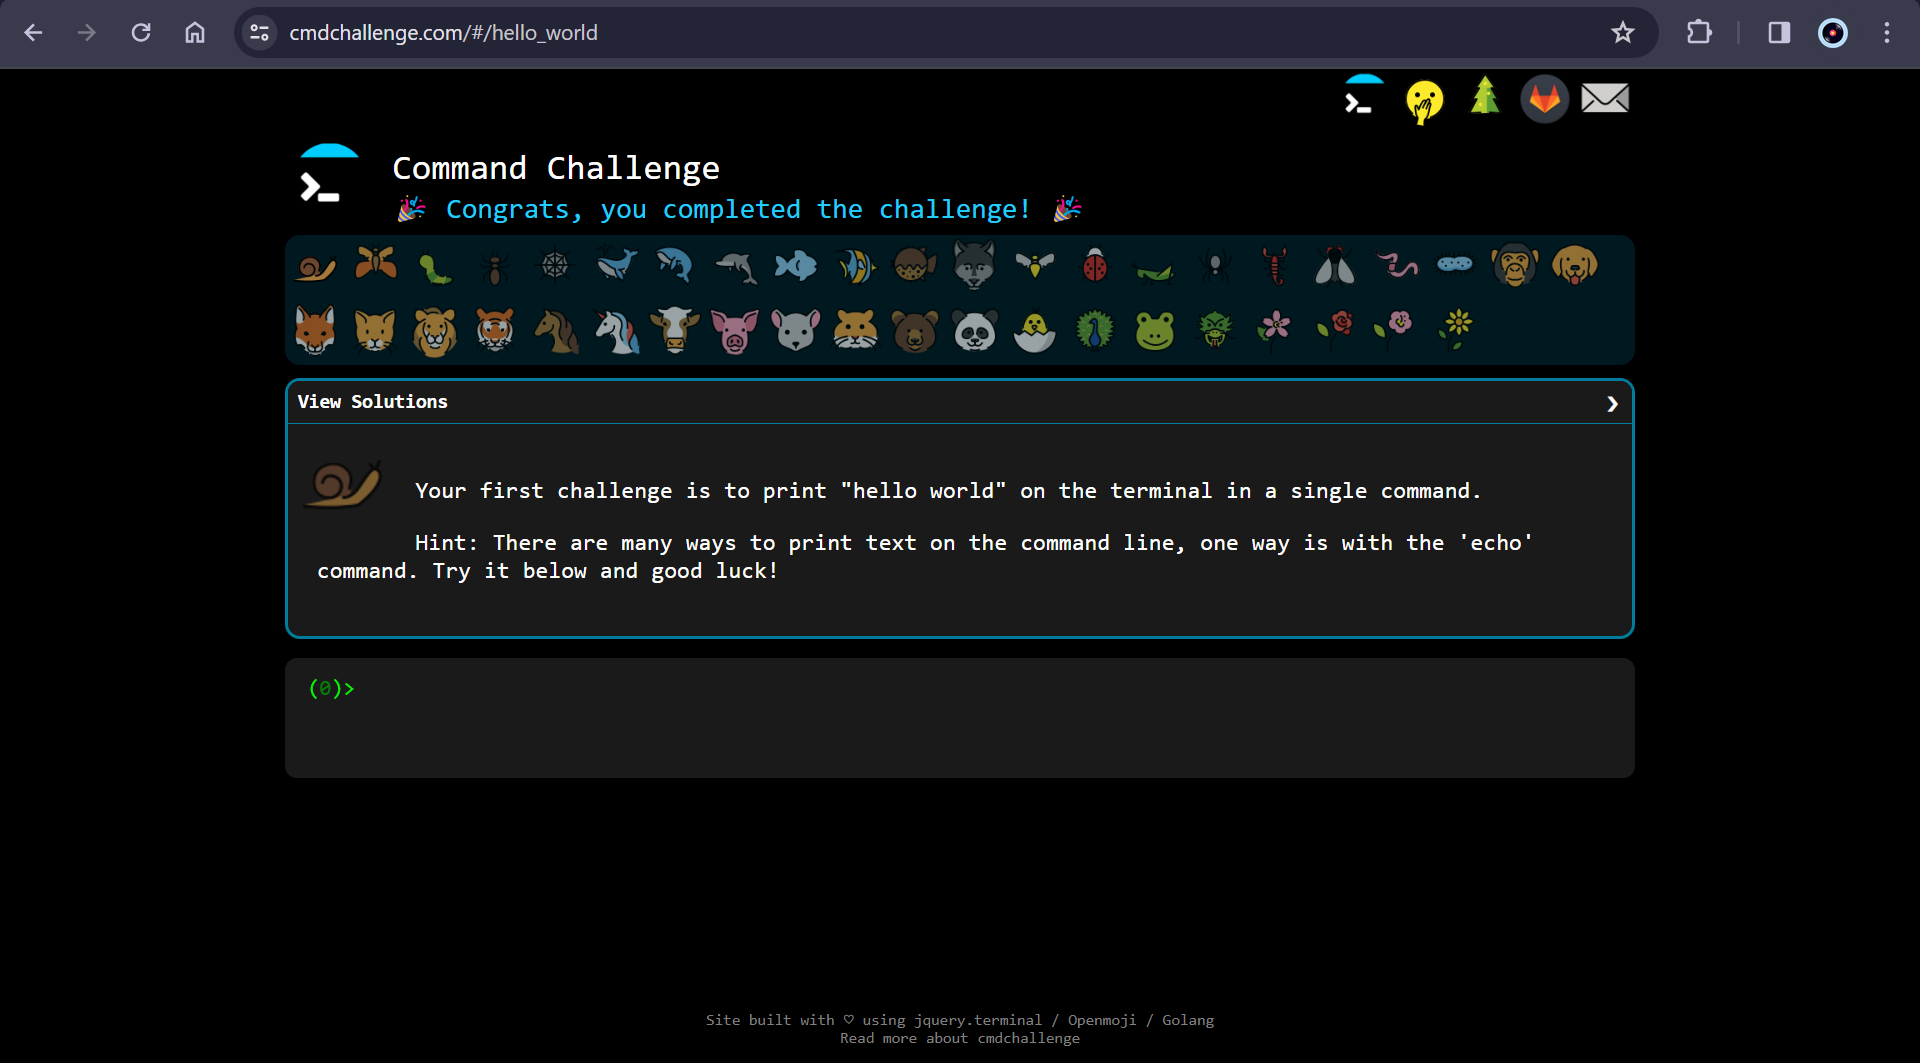 cmdchallenge.com/#/hello_world
Command Challenge
🎉 Congrats, you completed the challenge! 🎉
View Solutions
Your first challenge is to print "hello world" on the terminal in a single command.
Hint: There are many ways to print text on the command line, one way is with the 'echo'
command. Try it below and good luck!
(0)>
Site built with ♡ using jquery.terminal / Openmoji / Golang
Read more about cmdchallenge